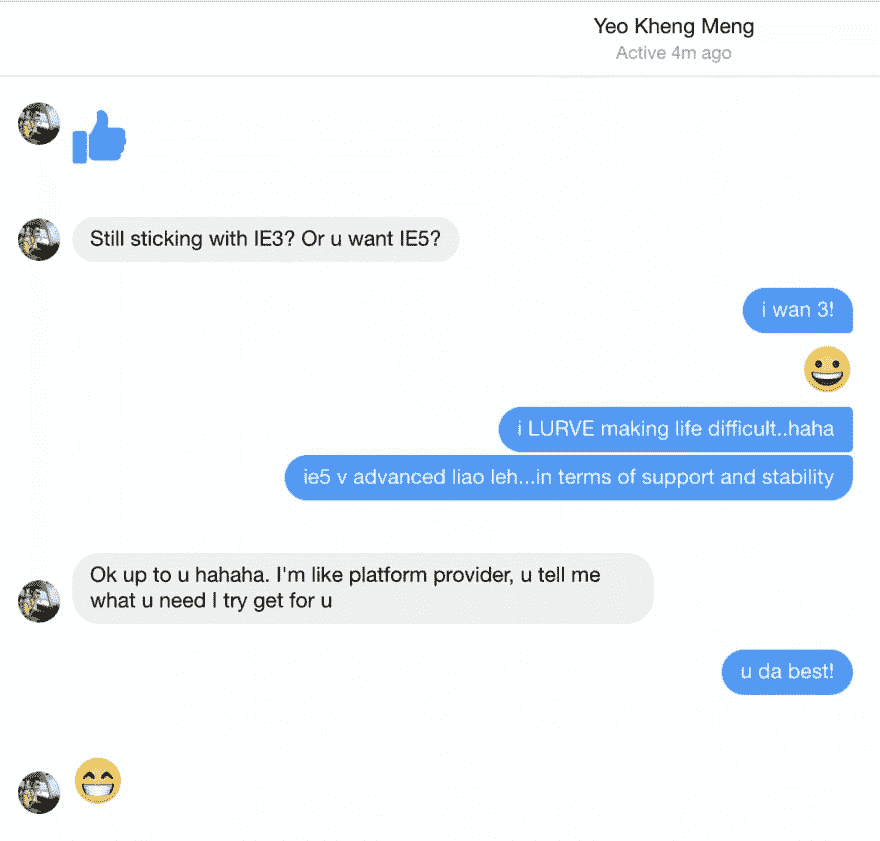 Yeo Kheng Meng
Active 4m ago
Still sticking with IE3? Or u want IE5?
i wan 3!
i LURVE making life difficult..haha
ie5 v advanced liao leh...in terms of support and stability
Ok up to u hahaha. I'm like platform provider, u tell me
what u need I try get for u
u da best!